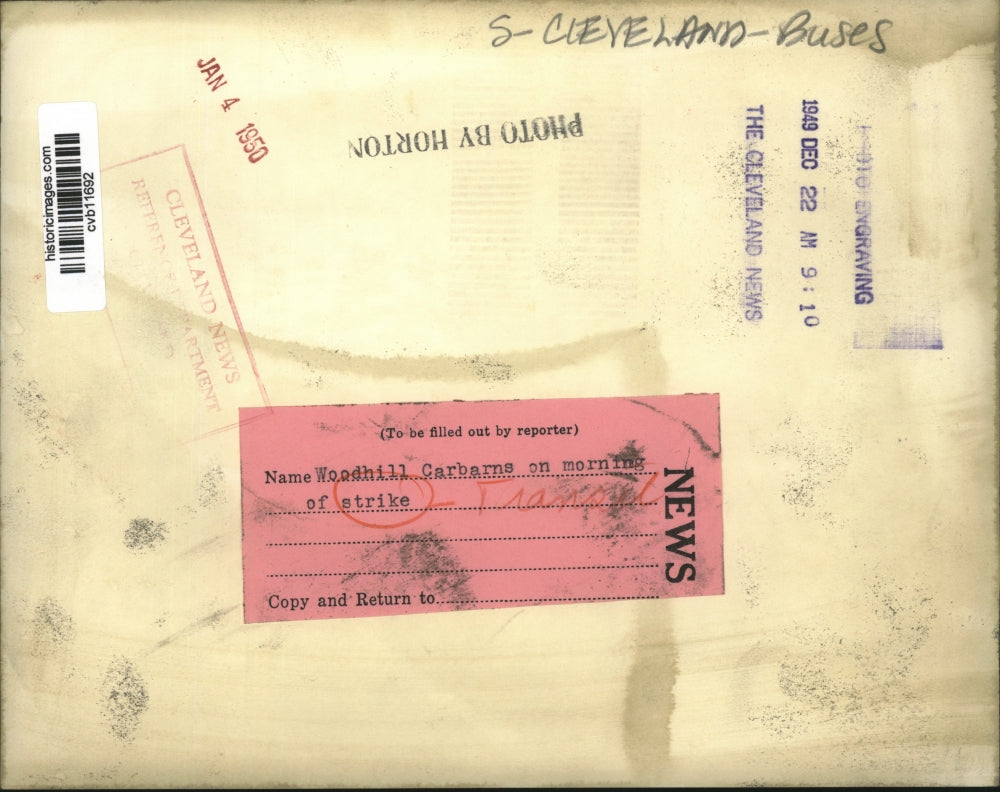 S-CLEVELAND-Buses
JAN 4 1950
PHOTO BY HORTON
historicimages.com
cvb11692
CLEVELAND NEWS
REFERENCE DEPARTMENT
THE CLEVELAND NEWS
1949 DEC 22 AM 9:10
PHOTO ENGRAVING
(To be filled out by reporter)
Name Woodhill Carbarns on morning
of strike - Transit
Copy and Return to
NEWS